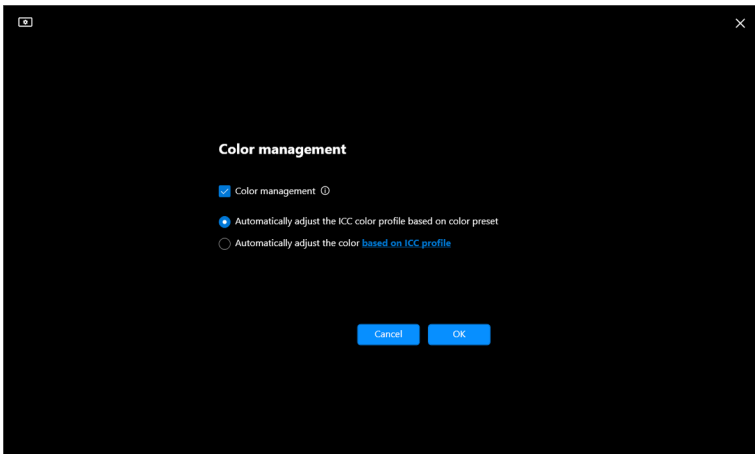 Color management
Color management
Automatically adjust the ICC color profile based on color preset
Automatically adjust the color based on ICC profile
Cancel OK